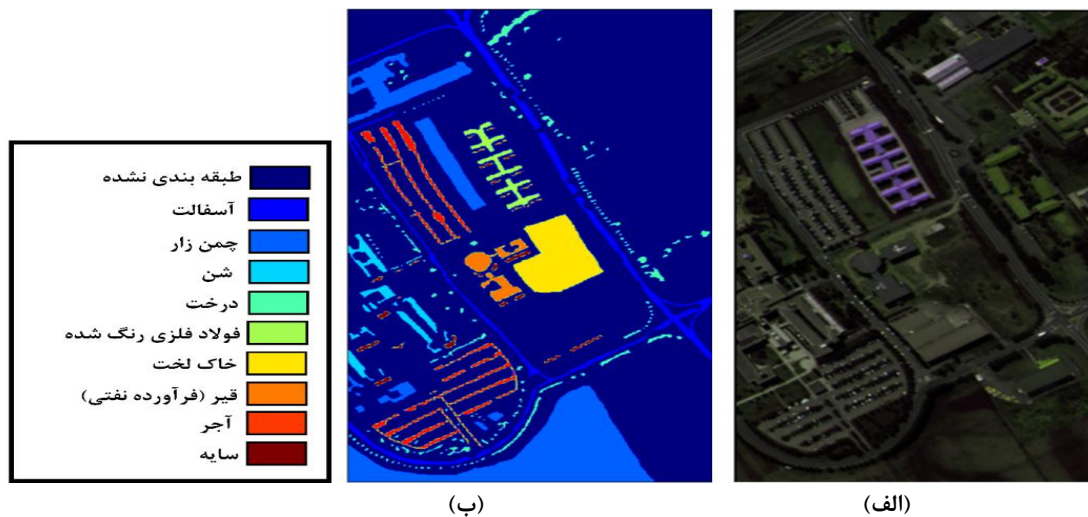 طبقه بندی نشده
آسفالت
چمن زار
شن
درخت
فولاد فلزی رنگ شده
خاک لخت
قیر (فرآورده نفتی)
آجر
سایه
(الف)
(ب)